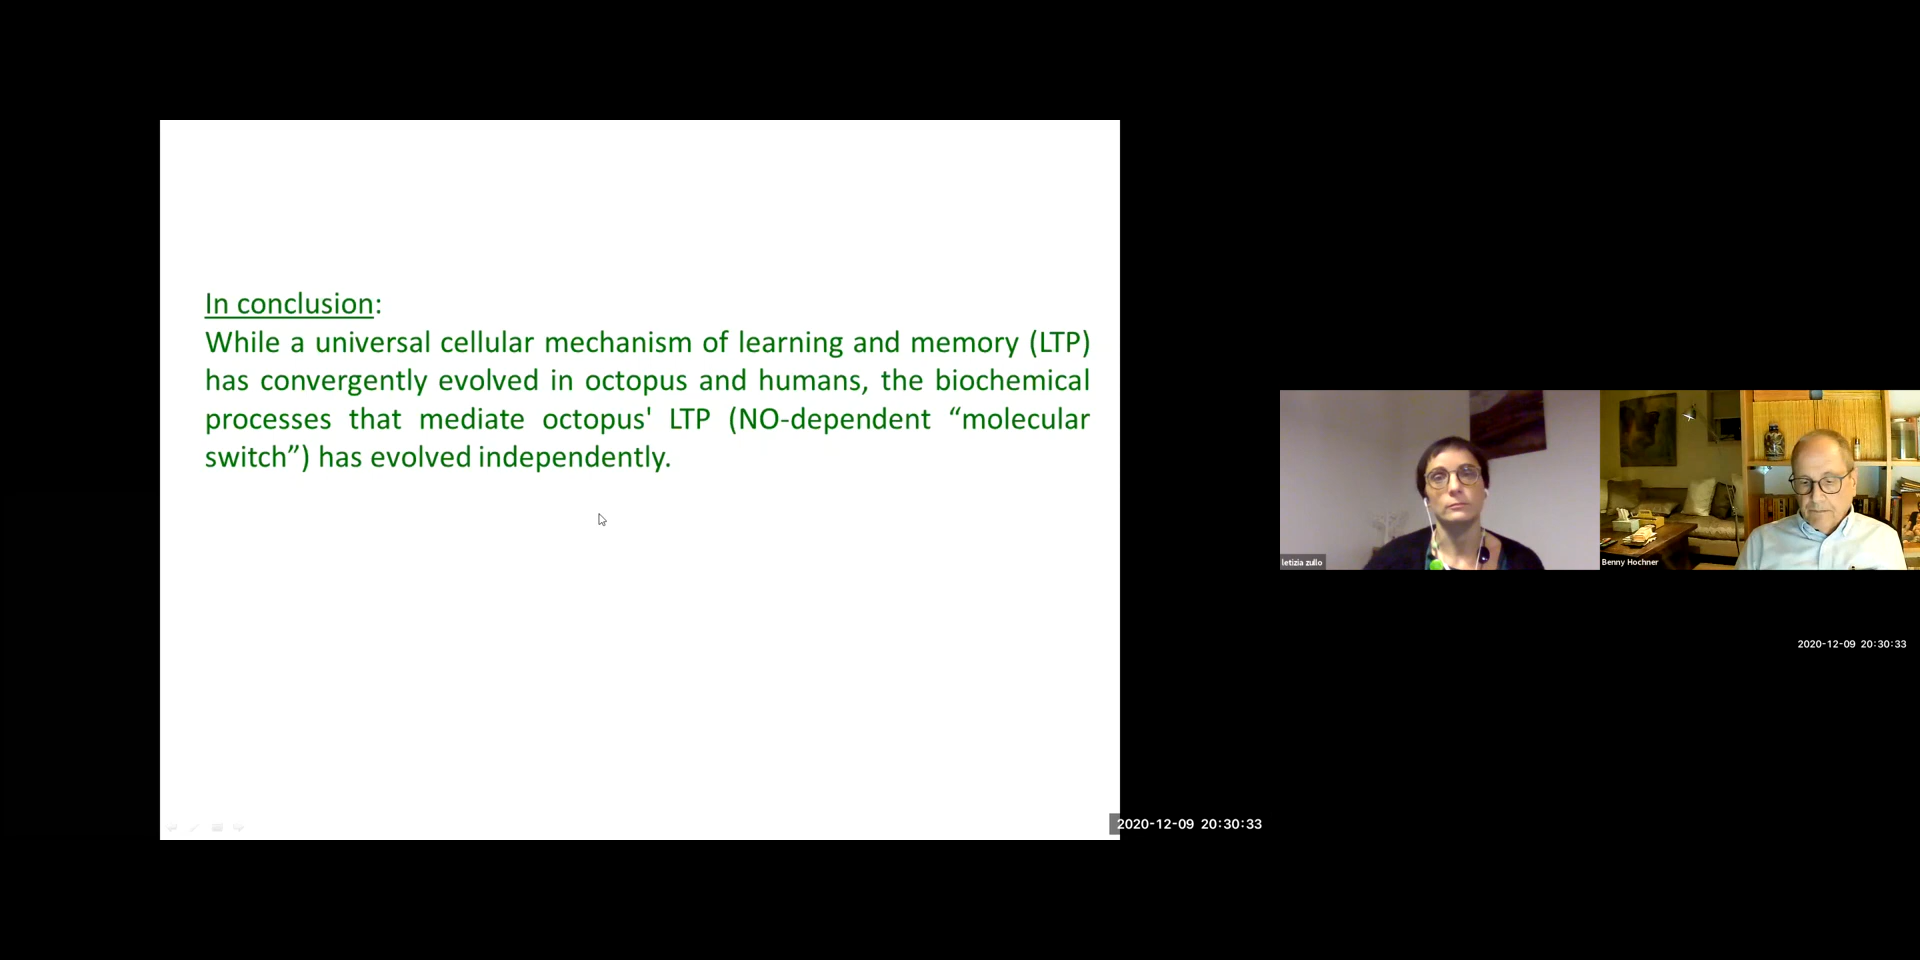 In conclusion:
While a universal cellular mechanism of learning and memory (LTP)
has convergently evolved in octopus and humans, the biochemical
processes that mediate octopus' LTP (NO-dependent “molecular
switch”) has evolved independently.
letizia zullo
Benny Hochner
2020-12-09 20:30:33
2020-12-09 20:30:33